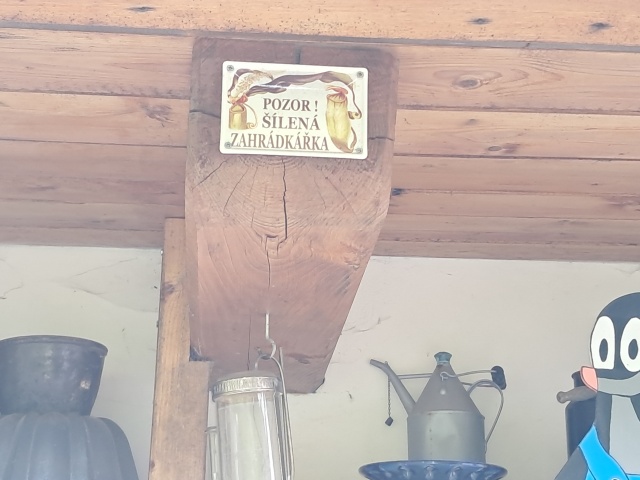 POZOR !
ŠÍLENÁ
ZAHRÁDKÁŘKA